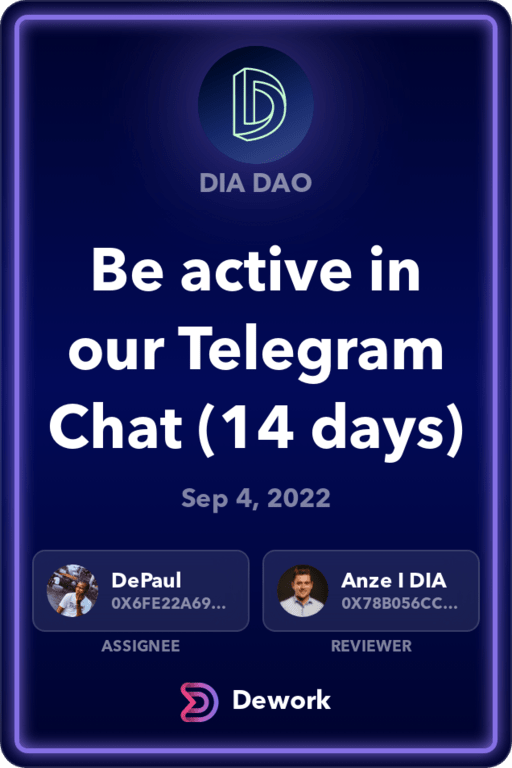 DIA DAO
Be active in
our Telegram
Chat (14 days)
Sep 4, 2022
DePaul
0X6FE22A69...
ASSIGNEE
Anze I DIA
0X78B056CC...
REVIEWER
Dework